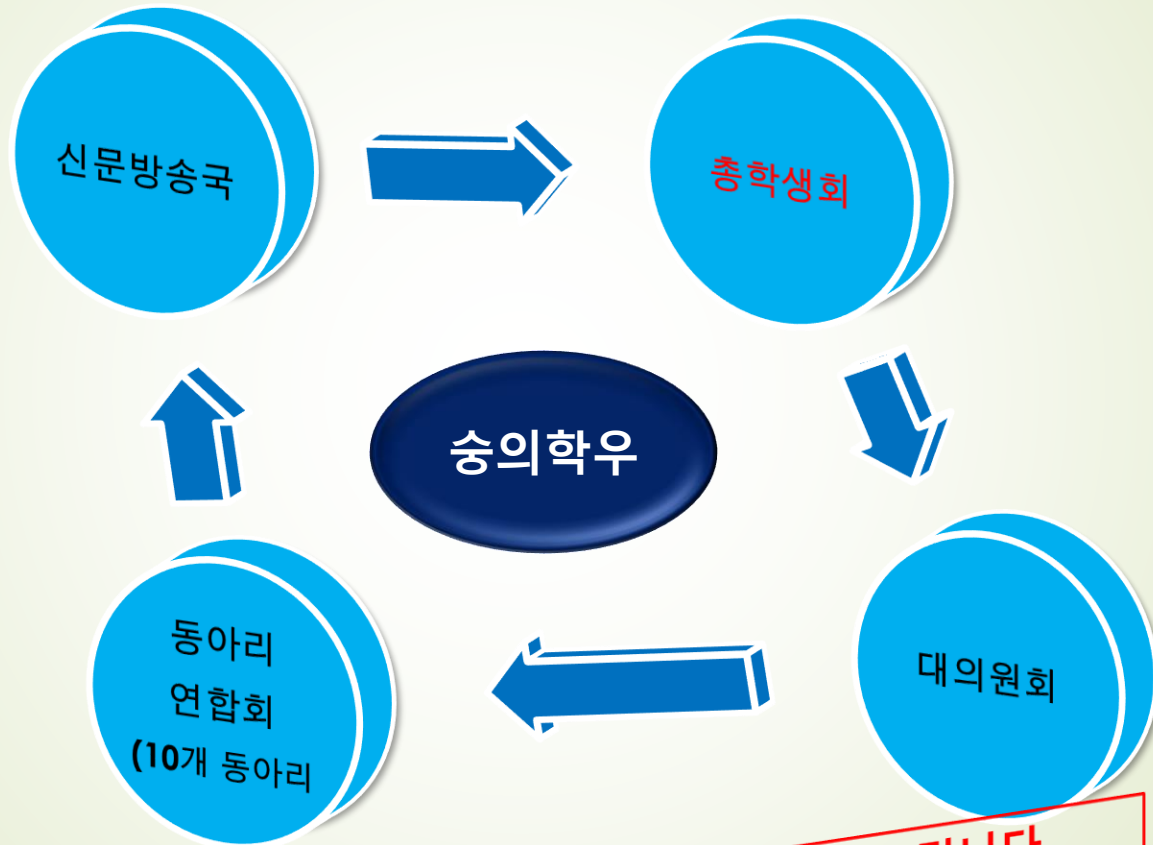 신문방송국
총학생회
숭의학우
동아리
연합회
(10개 동아리
대의원회